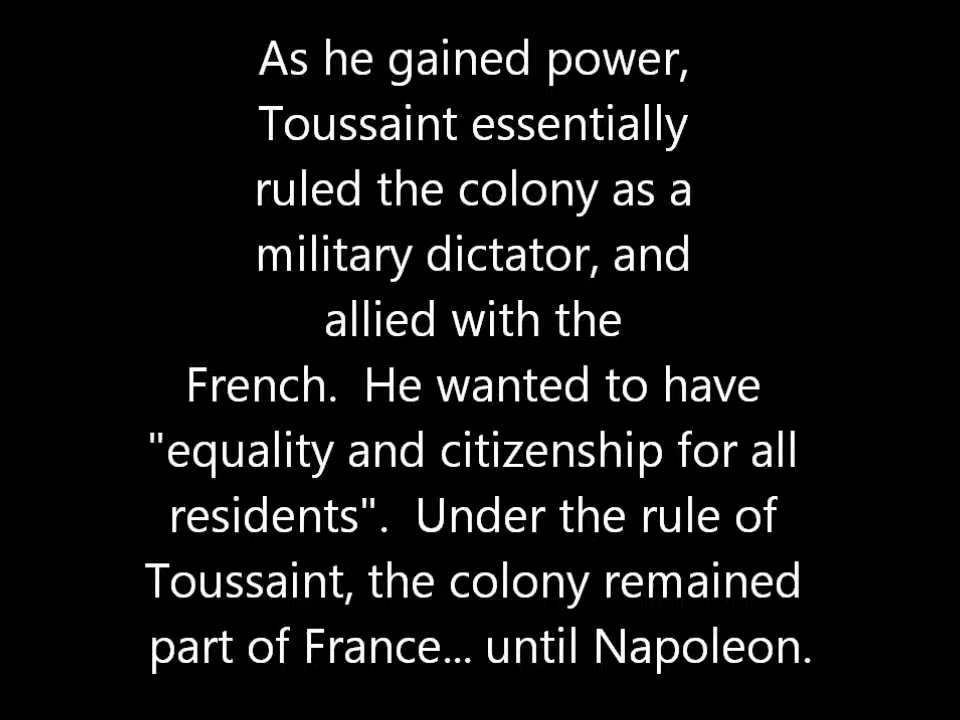 As he gained power,
Toussaint essentially
ruled the colony as a
military dictator, and
allied with the
French.  He wanted to have
"equality and citizenship for all
residents".  Under the rule of
Toussaint, the colony remained
part of France... until Napoleon.